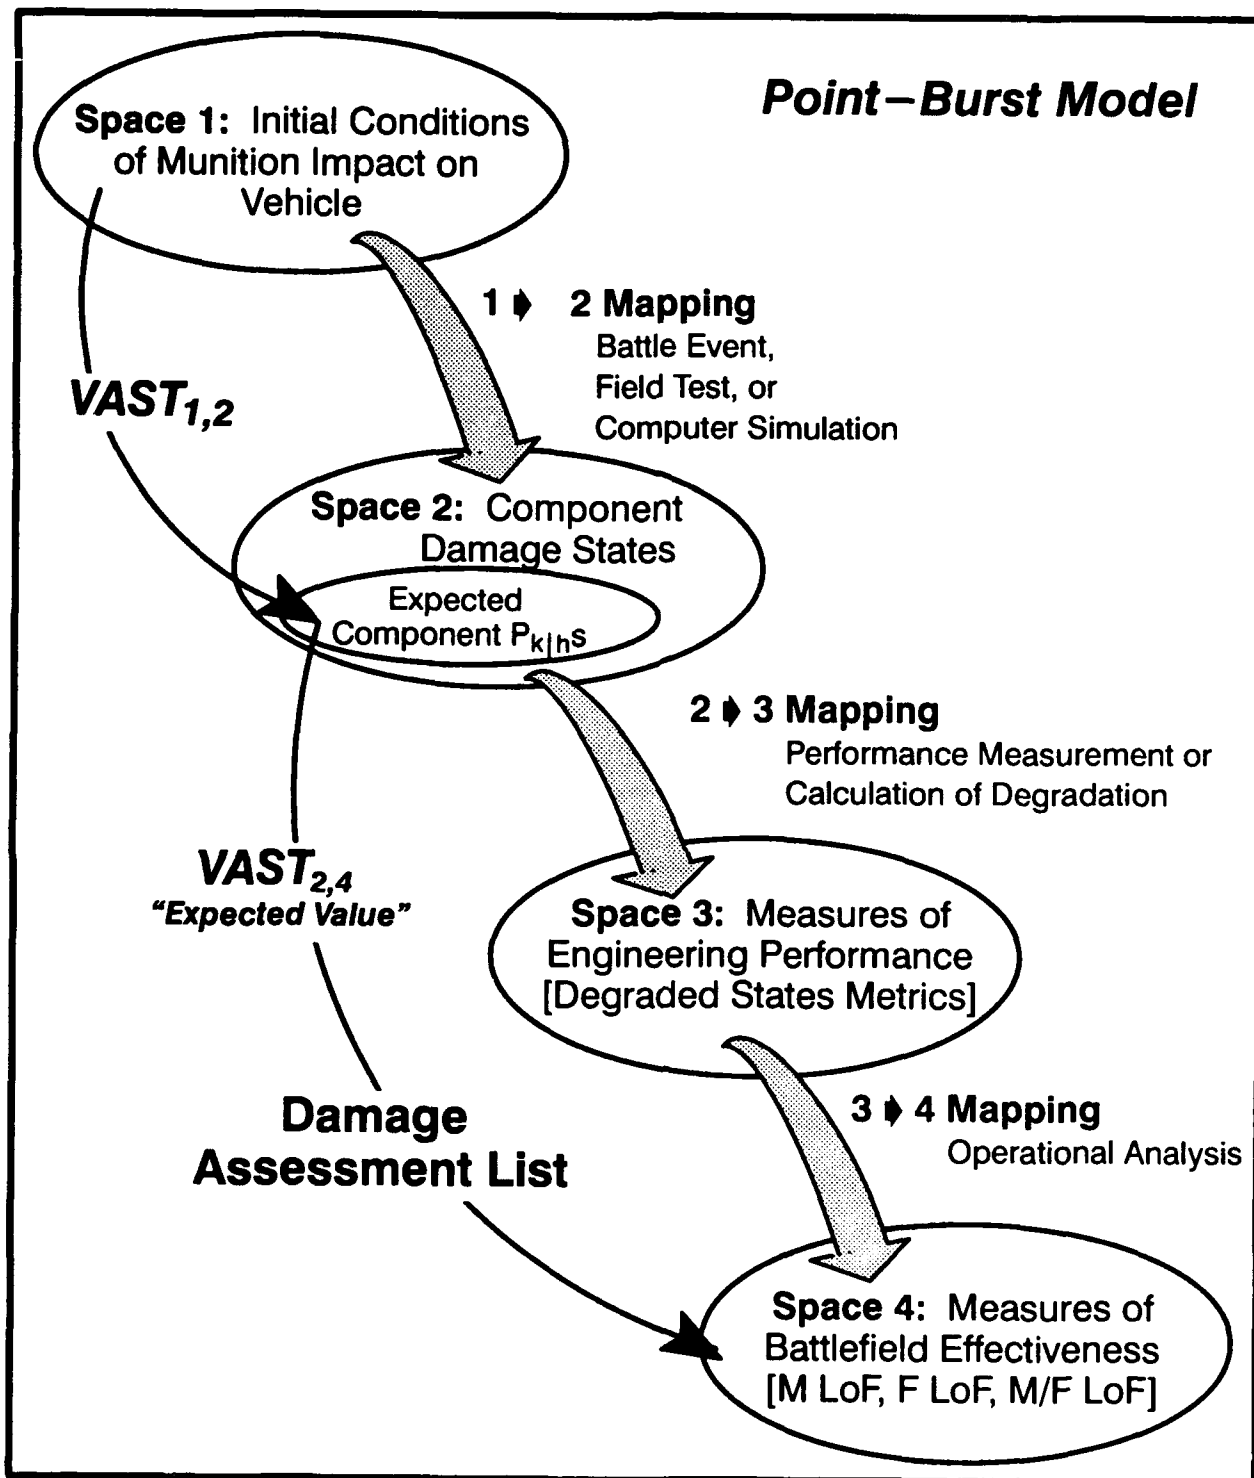 Point–Burst Model
Space 1: Initial Conditions
of Munition Impact on
Vehicle
1 ➧ 2 Mapping
Battle Event,
Field Test, or
Computer Simulation
VAST1,2
Space 2: Component
Damage States
Expected
Component Pk|hs
2 ➧ 3 Mapping
Performance Measurement or
Calculation of Degradation
VAST2,4
"Expected Value"
Space 3: Measures of
Engineering Performance
[Degraded States Metrics]
Damage
Assessment List
3 ➧ 4 Mapping
Operational Analysis
Space 4: Measures of
Battlefield Effectiveness
[M LoF, F LoF, M/F LoF]